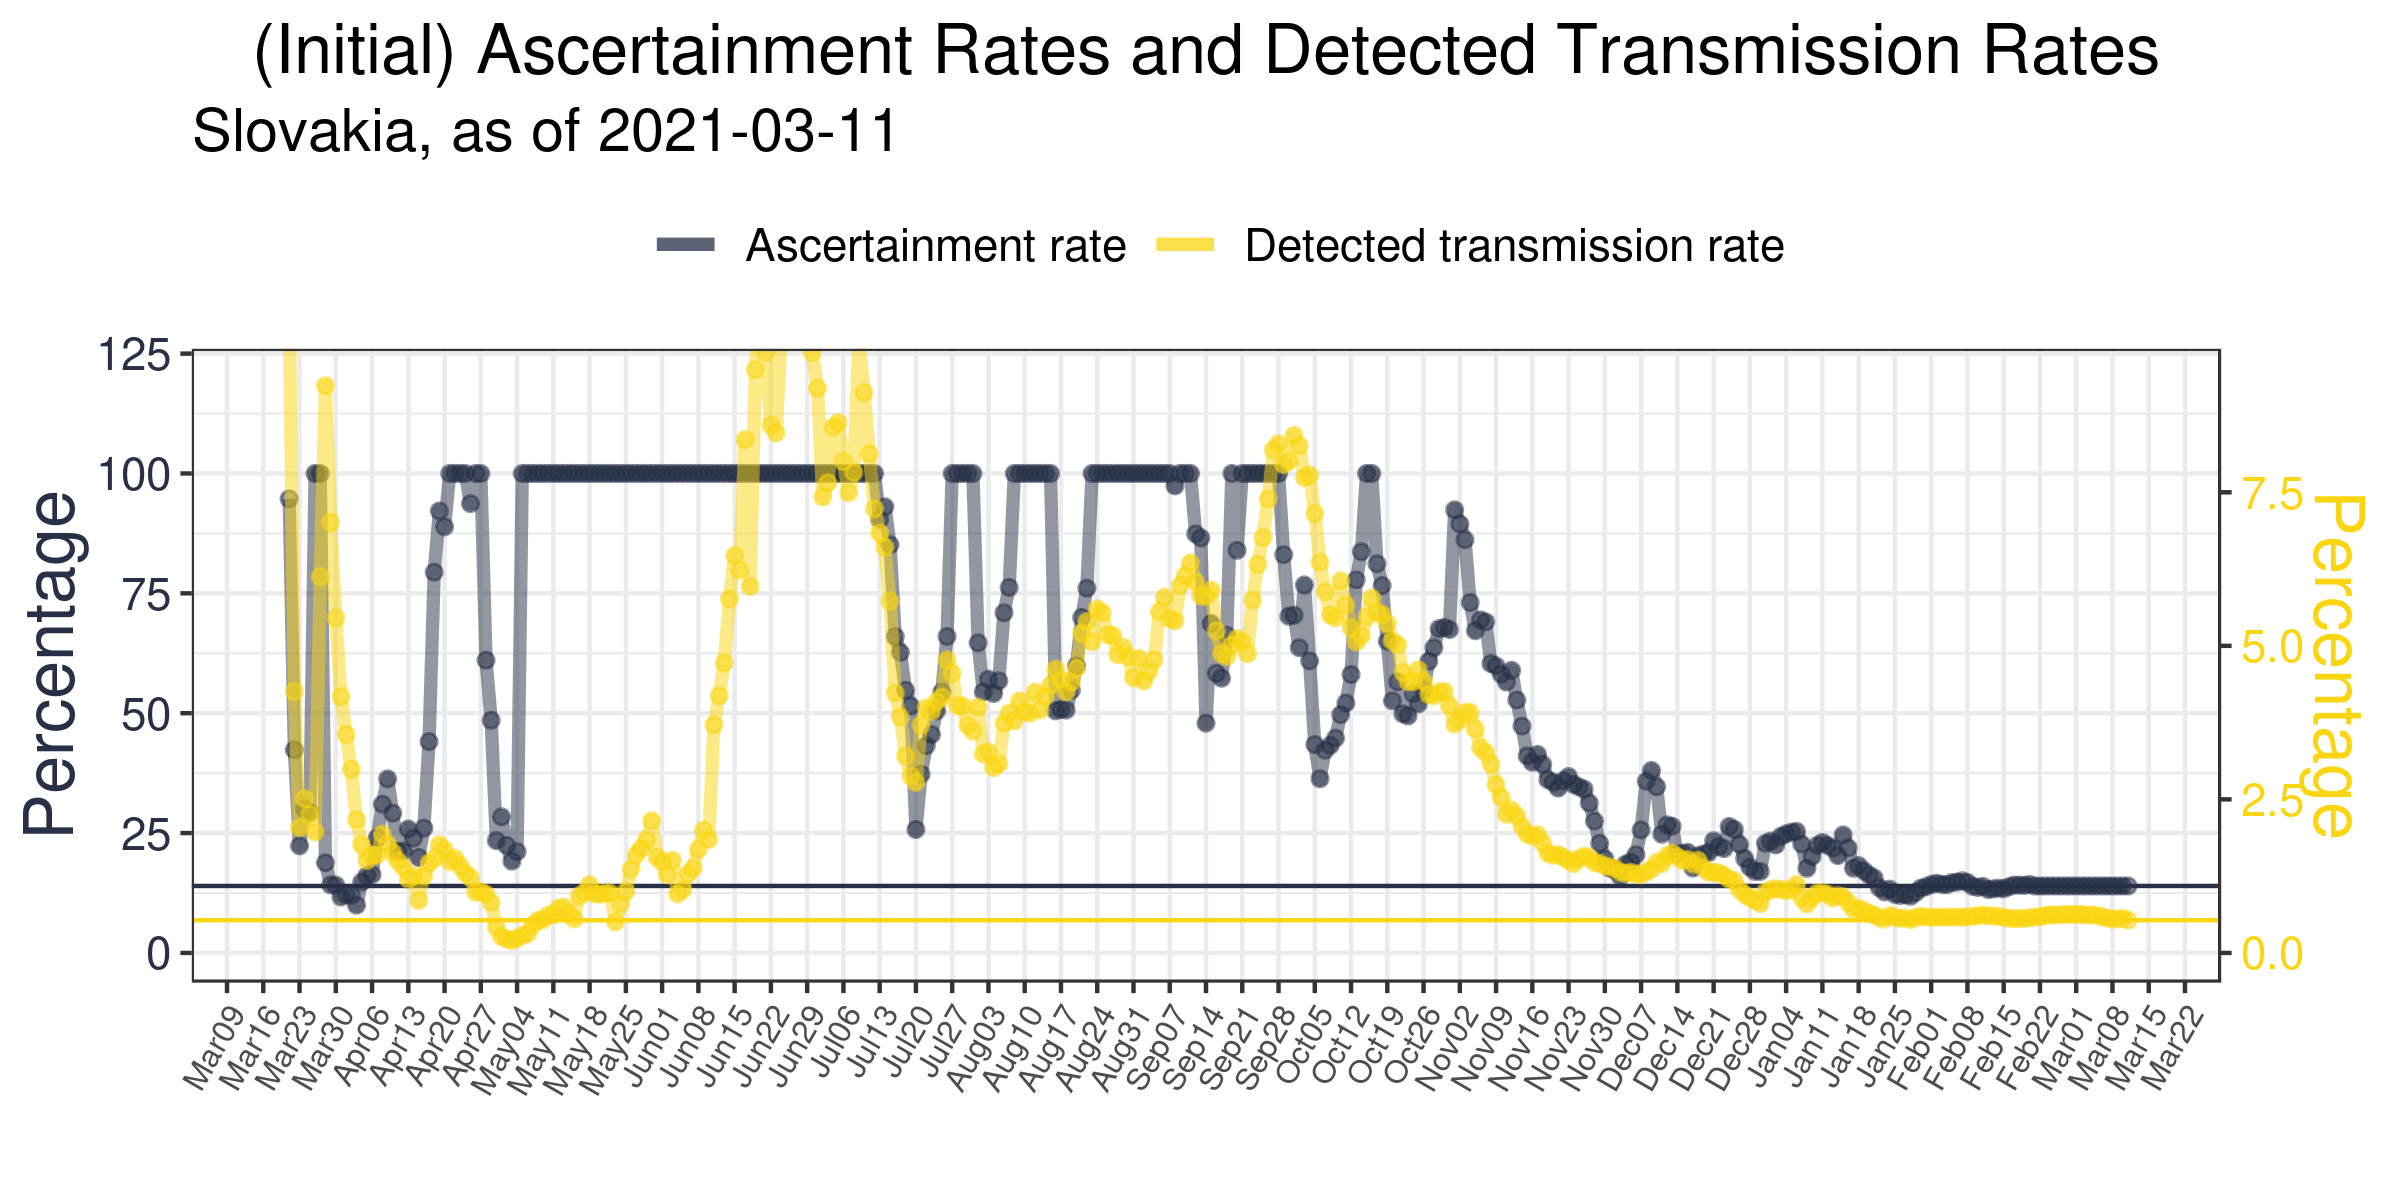 (Initial) Ascertainment Rates and Detected Transmission Rates
Slovakia, as of 2021-03-11
Ascertainment rate
Detected transmission rate
Percentage
125
100
75
50
25
0
7.5
5.0
2.5
0.0
Percentage
Mar09
Mar16
Mar23
Mar30
Apr06
Apr13
Apr20
Apr27
May04
May11
May18
May25
Jun01
Jun08
Jun15
Jun22
Jun29
Jul06
Jul13
Jul20
Jul27
Aug03
Aug10
Aug17
Aug24
Aug31
Sep07
Sep14
Sep21
Sep28
Oct05
Oct12
Oct19
Oct26
Nov02
Nov09
Nov16
Nov23
Nov30
Dec07
Dec14
Dec21
Dec28
Jan04
Jan11
Jan18
Jan25
Feb01
Feb08
Feb15
Feb22
Mar01
Mar08
Mar15
Mar22